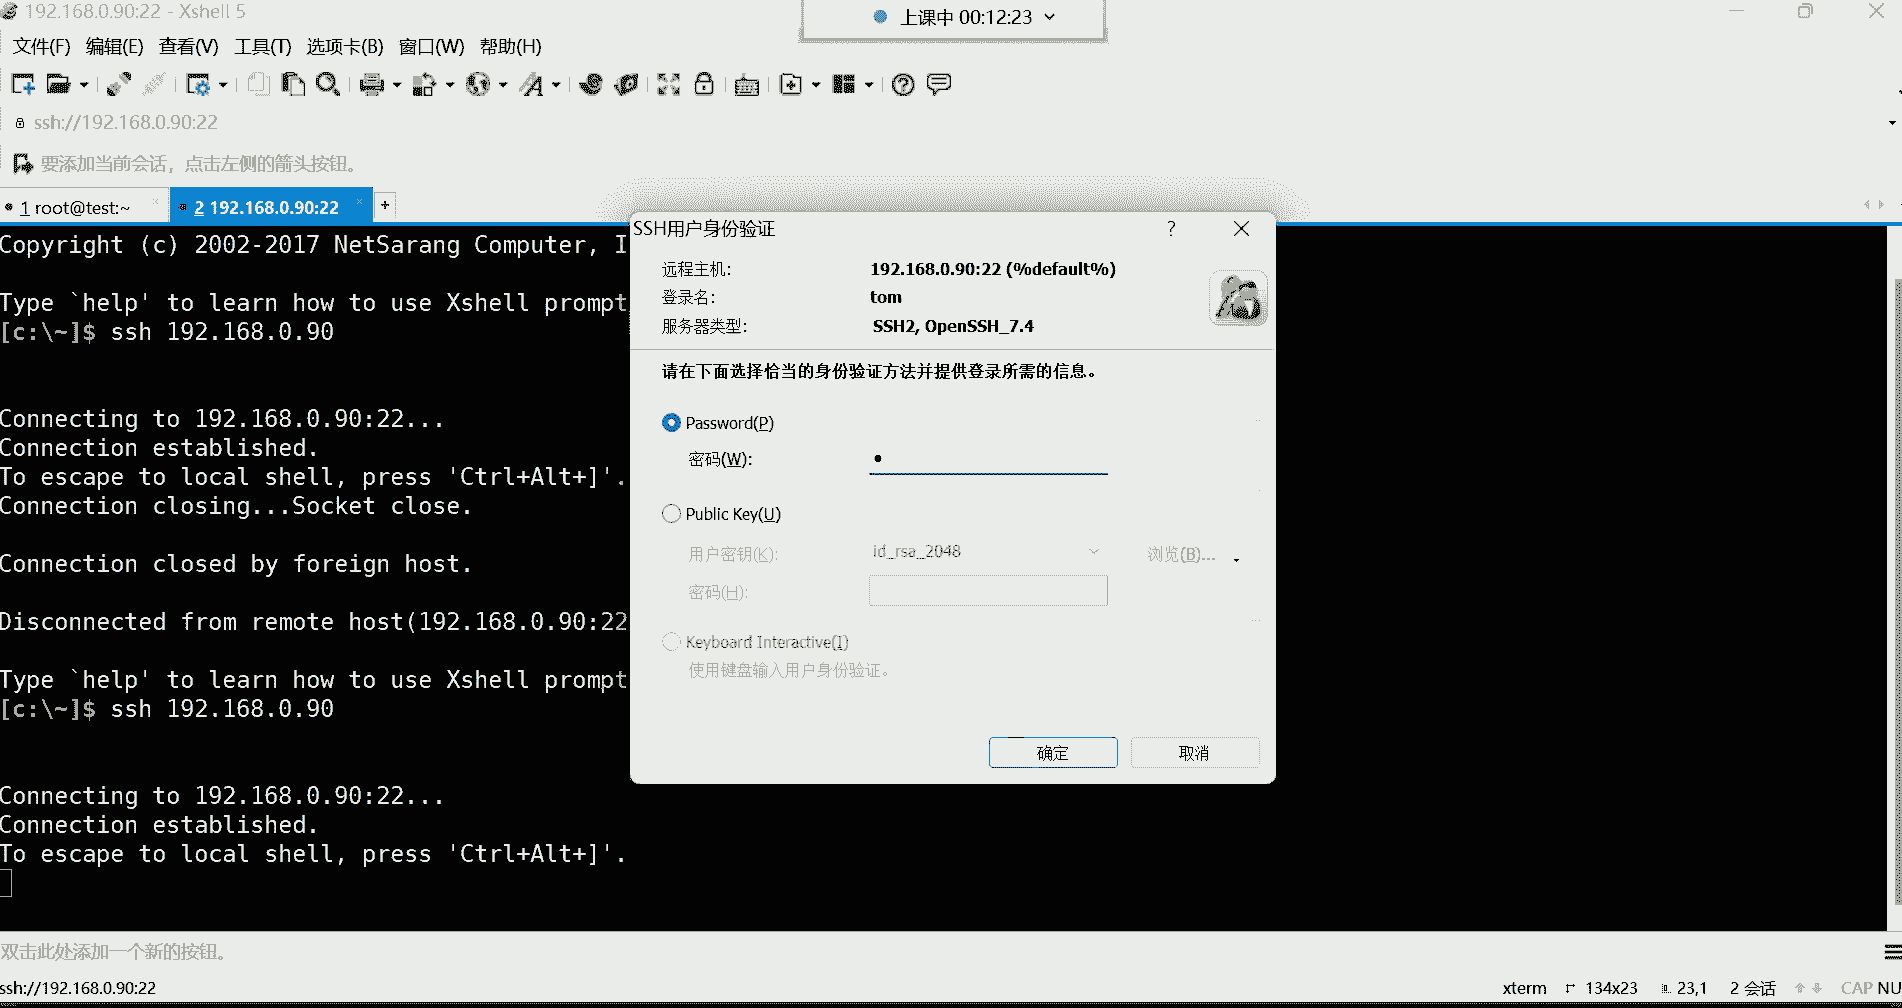 192.168.0.90:22 - Xshell 5
上课中 00:12:23
文件(F) 编辑(E) 查看(V) 工具(T) 选项卡(B) 窗口(W) 帮助(H)
ssh://192.168.0.90:22
要添加当前会话，点击左侧的箭头按钮。
1 root@test:~ × 2 192.168.0.90:22 × +
Copyright (c) 2002-2017 NetSarang Computer, I
Type `help' to learn how to use Xshell prompt
[c:\~]$ ssh 192.168.0.90
Connecting to 192.168.0.90:22...
Connection established.
To escape to local shell, press 'Ctrl+Alt+]'.
Connection closing...Socket close.
Connection closed by foreign host.
Disconnected from remote host(192.168.0.90:22
Type `help' to learn how to use Xshell prompt
[c:\~]$ ssh 192.168.0.90
Connecting to 192.168.0.90:22...
Connection established.
To escape to local shell, press 'Ctrl+Alt+]'.
SSH用户身份验证 ?
远程主机: 192.168.0.90:22 (%default%)
登录名: tom
服务器类型: SSH2, OpenSSH_7.4
请在下面选择恰当的身份验证方法并提供登录所需的信息。
Password(P)
密码(W): •
Public Key(U)
用户密钥(K): id_rsa_2048 浏览(B)...
密码(H):
Keyboard Interactive(I)
使用键盘输入用户身份验证。
确定 取消
双击此处添加一个新的按钮。
ssh://192.168.0.90:22 xterm 134x23 23,1 2 会话 CAP NU